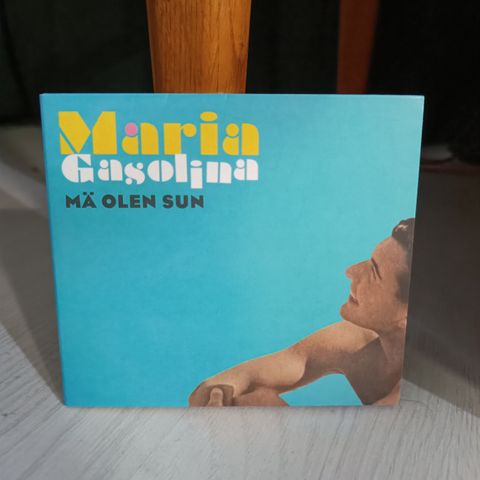 Maria
Gasolina
MÄ OLEN SUN